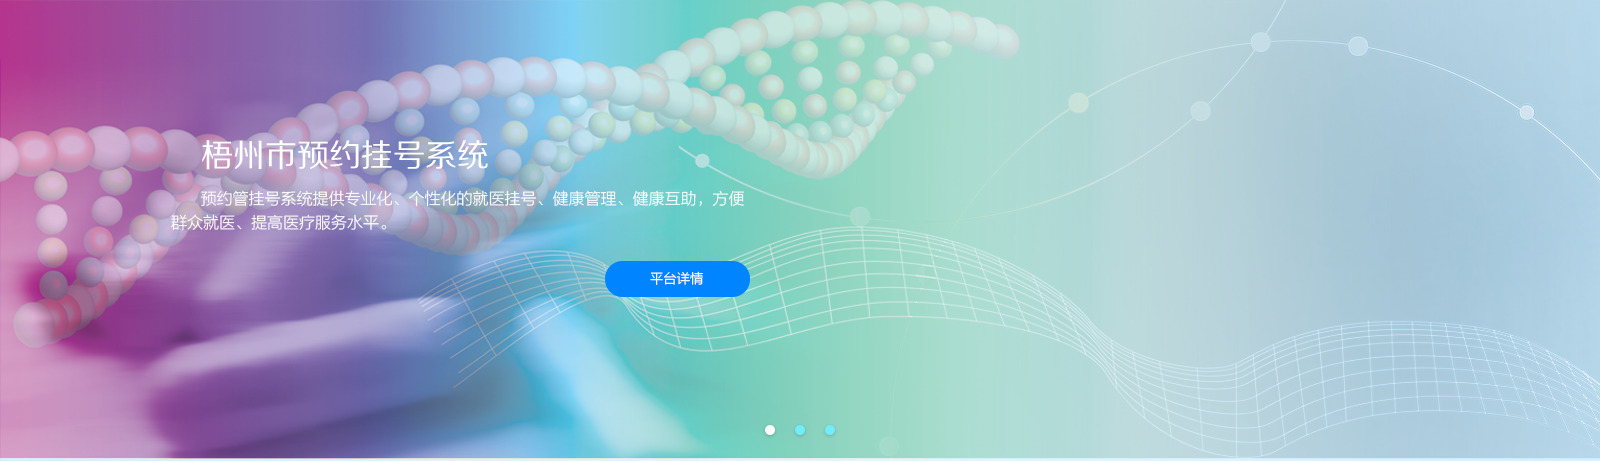 梧州市预约挂号系统
预约管挂号系统提供专业化、个性化的就医挂号、健康管理、健康互助，方便
群众就医、提高医疗服务水平。
平台详情